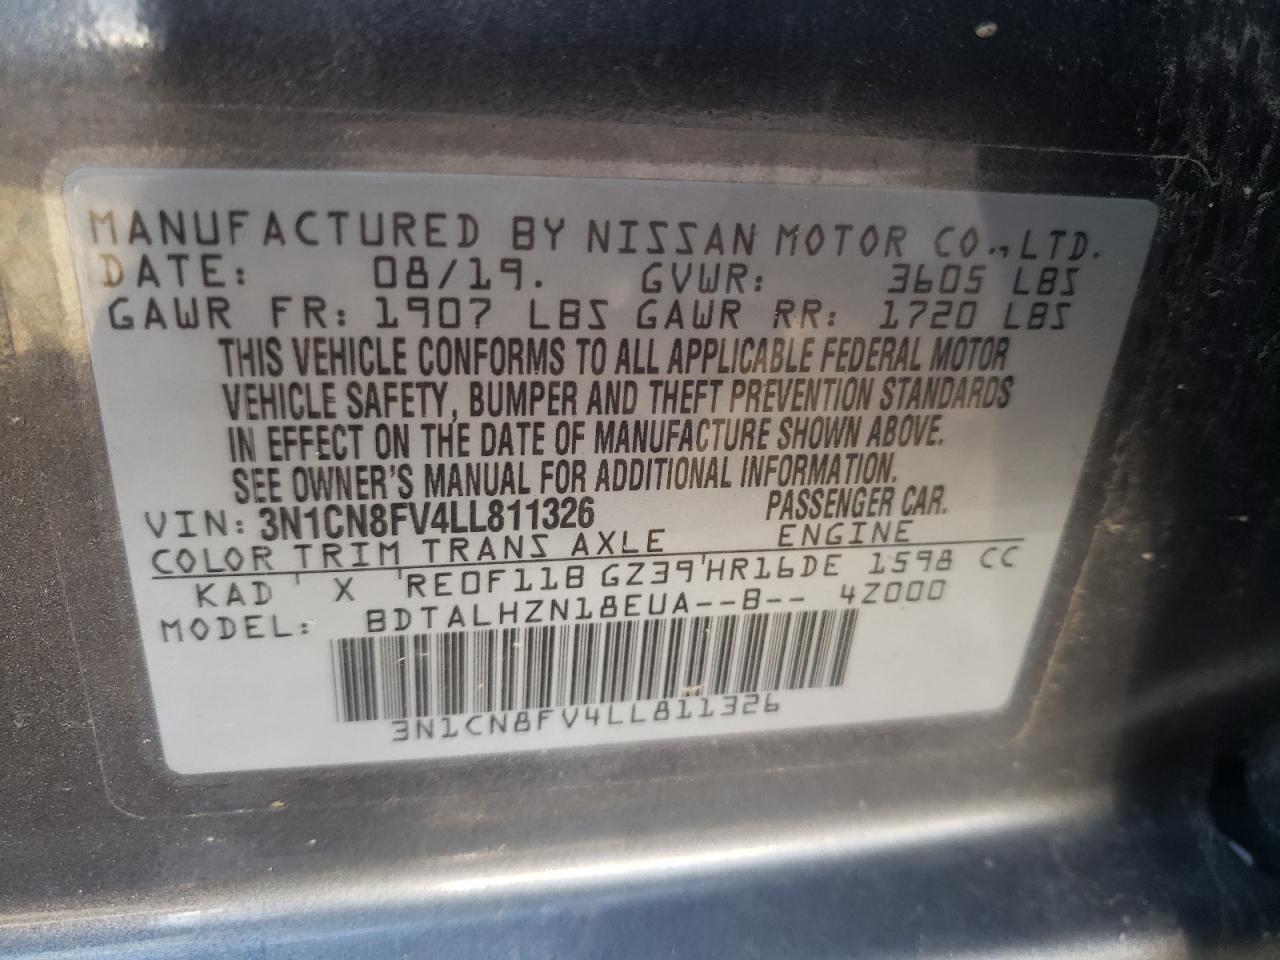 MANUFACTURED BY NISSAN MOTOR CO.,LTD.
DATE: 08/19. GVWR: 3605 LBS
GAWR FR: 1907 LBS GAWR RR: 1720 LBS
THIS VEHICLE CONFORMS TO ALL APPLICABLE FEDERAL MOTOR
VEHICLE SAFETY, BUMPER AND THEFT PREVENTION STANDARDS
IN EFFECT ON THE DATE OF MANUFACTURE SHOWN ABOVE.
SEE OWNER'S MANUAL FOR ADDITIONAL INFORMATION.
VIN: 3N1CN8FV4LL811326 PASSENGER CAR.
COLOR TRIM TRANS AXLE ENGINE
KAD ' X 'RE0F11B GZ39'HR16DE 1598 CC
MODEL: BDTALHZN18EUA--B-- 4Z000
3N1CN8FV4LL811326